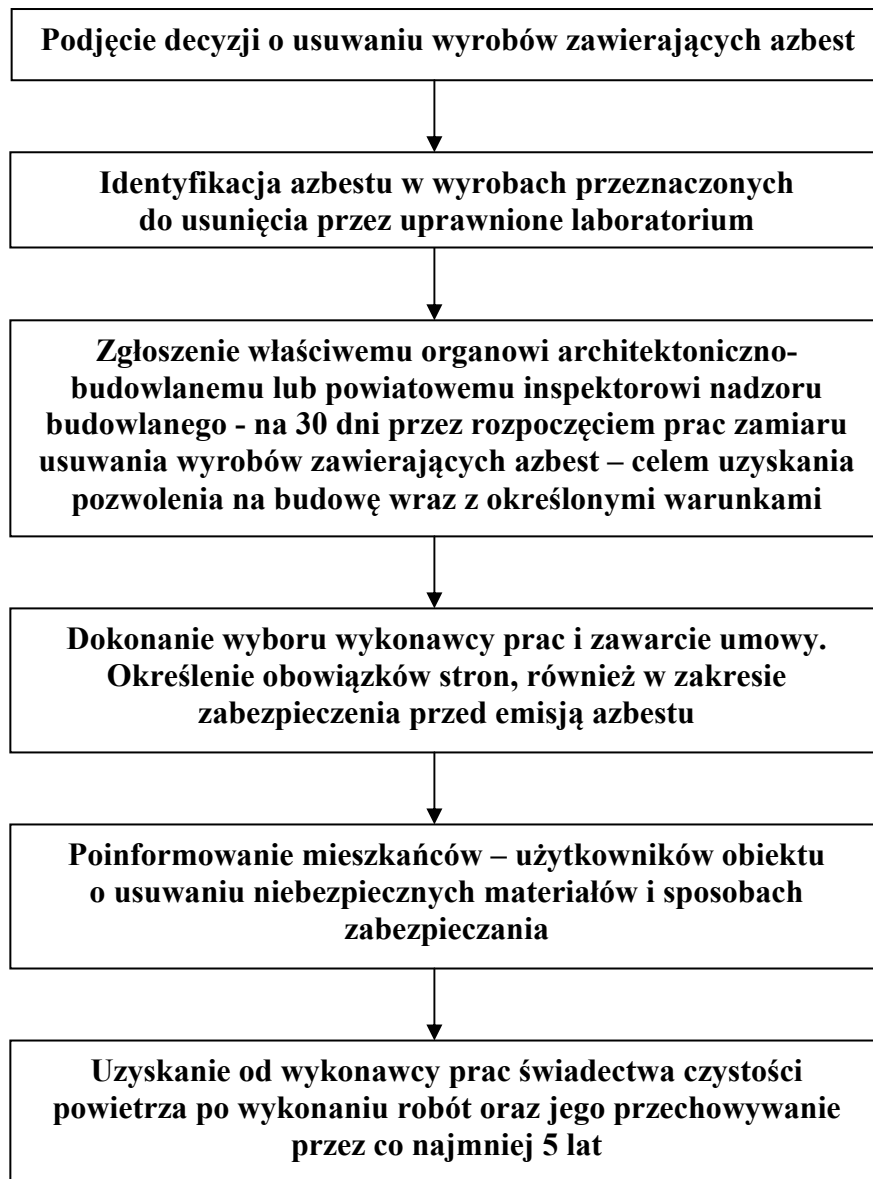 Podjęcie decyzji o usuwaniu wyrobów zawierających azbest
Identyfikacja azbestu w wyrobach przeznaczonych
do usunięcia przez uprawnione laboratorium
Zgłoszenie właściwemu organowi architektoniczno-
budowlanemu lub powiatowemu inspektorowi nadzoru
budowlanego - na 30 dni przez rozpoczęciem prac zamiaru
usuwania wyrobów zawierających azbest – celem uzyskania
pozwolenia na budowę wraz z określonymi warunkami
Dokonanie wyboru wykonawcy prac i zawarcie umowy.
Określenie obowiązków stron, również w zakresie
zabezpieczenia przed emisją azbestu
Poinformowanie mieszkańców – użytkowników obiektu
o usuwaniu niebezpiecznych materiałów i sposobach
zabezpieczania
Uzyskanie od wykonawcy prac świadectwa czystości
powietrza po wykonaniu robót oraz jego przechowywanie
przez co najmniej 5 lat